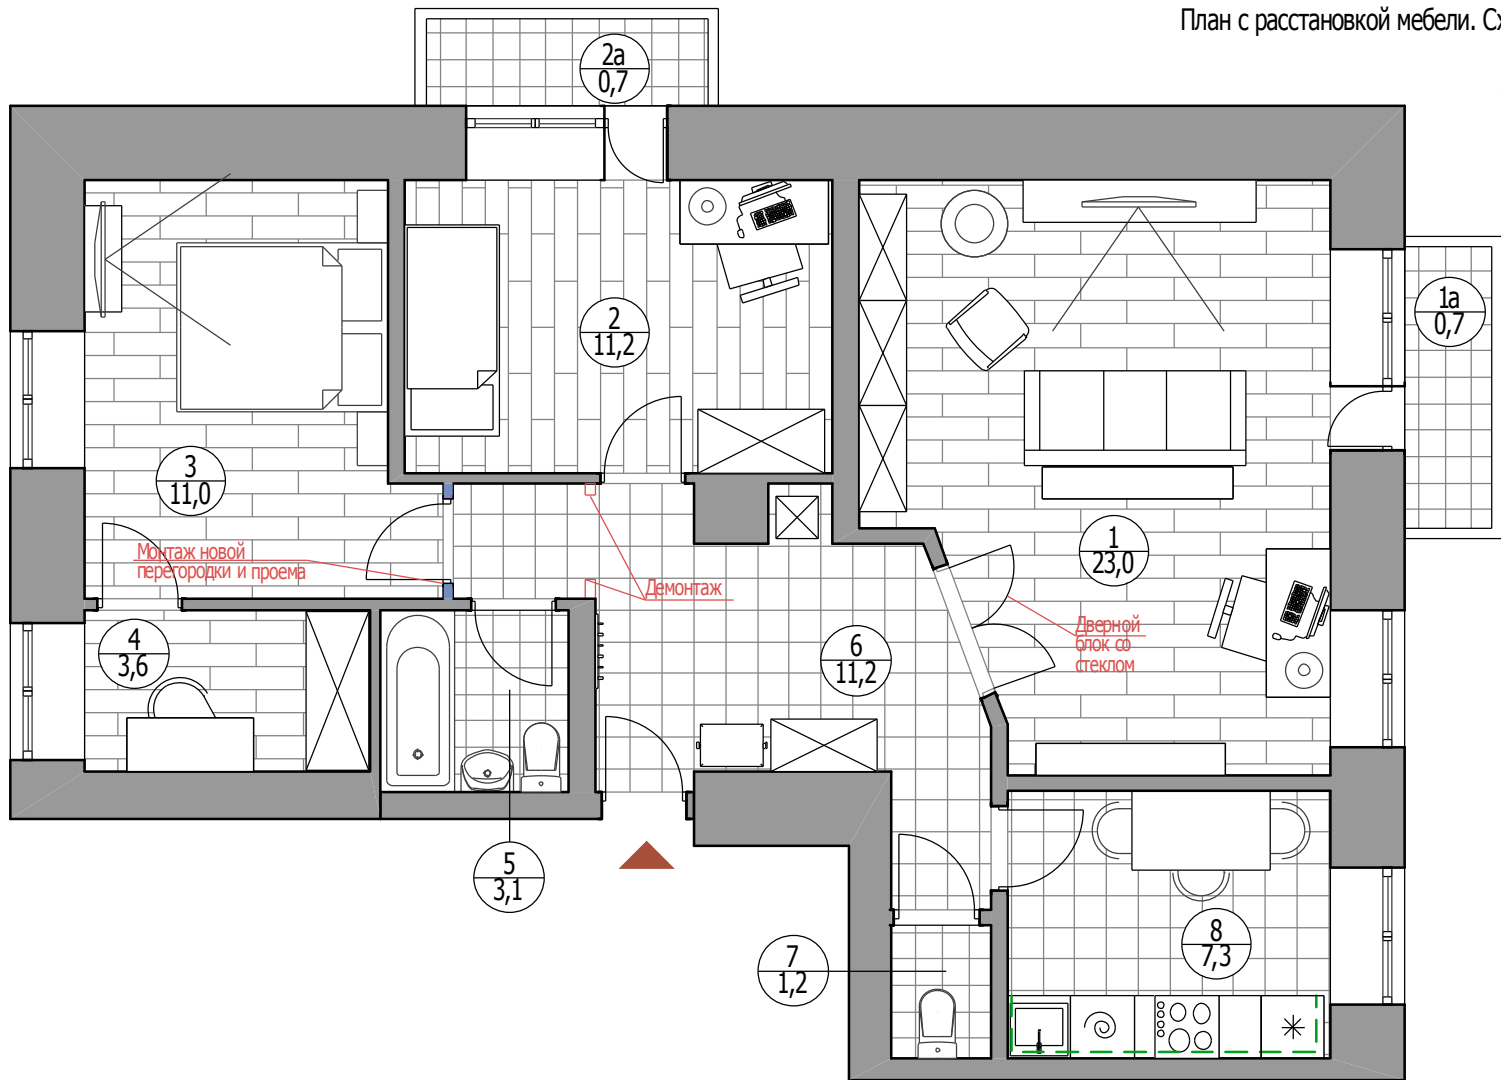 План с расстановкой мебели. Сх
2а
0,7
1а
0,7
2
11,2
3
11,0
1
23,0
Монтаж новой
перегородки и проема
Демонтаж
Дверной
блок со
стеклом
4
3,6
6
11,2
5
3,1
7
1,2
8
7,3